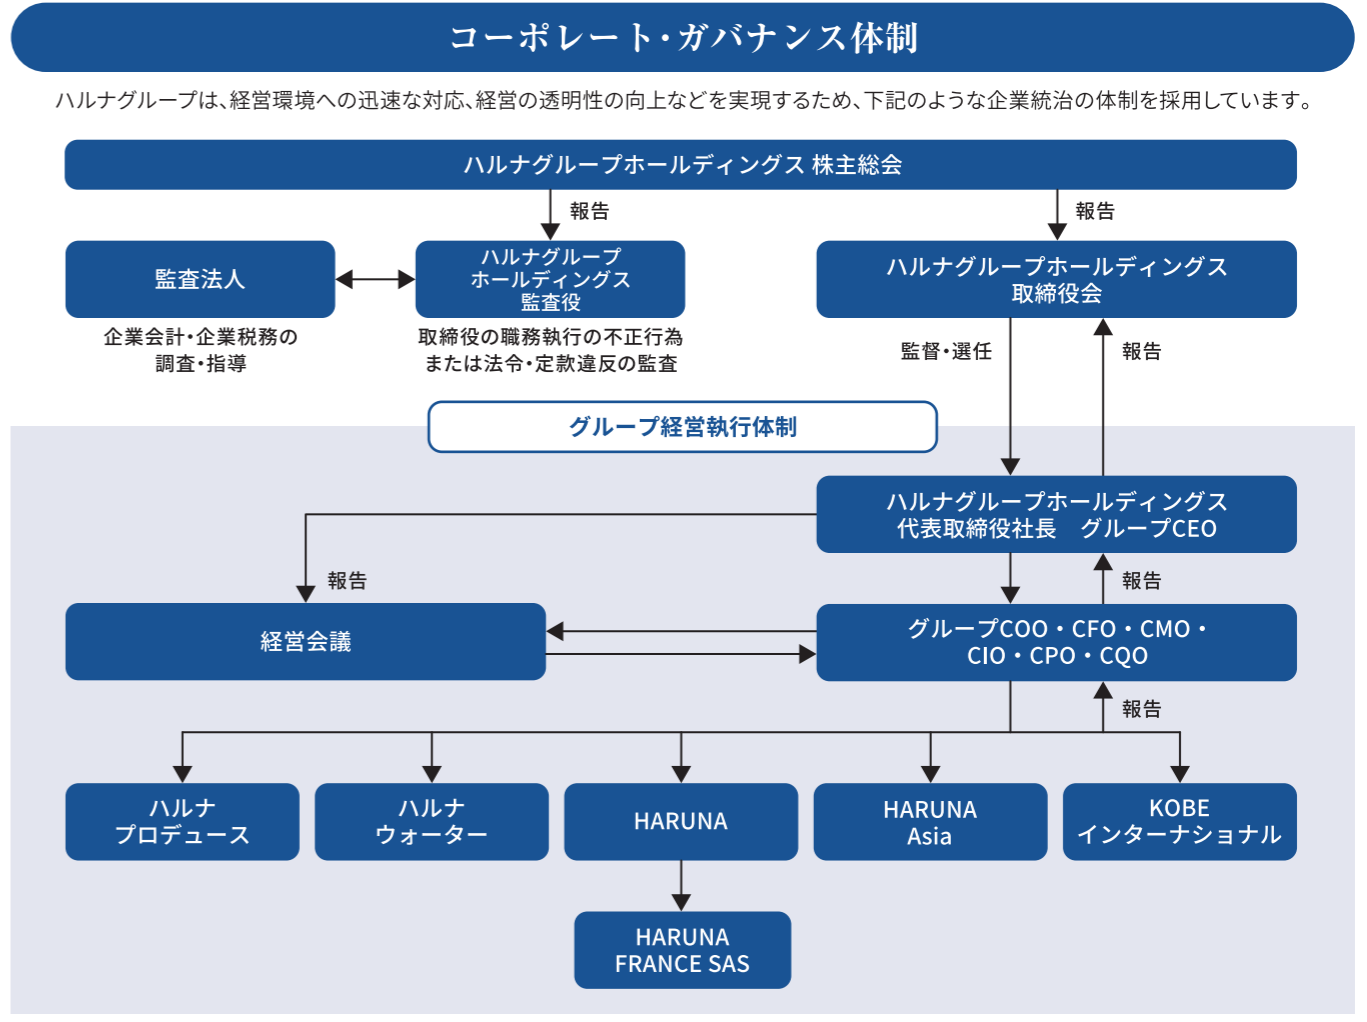 コーポレート・ガバナンス体制
ハルナグループは、経営環境への迅速な対応、経営の透明性の向上などを実現するため、下記のような企業統治の体制を採用しています。
ハルナグループホールディングス 株主総会
報告
報告
監査法人
ハルナグループ
ホールディングス
監査役
ハルナグループホールディングス
取締役会
企業会計・企業税務の
調査・指導
取締役の職務執行の不正行為
または法令・定款違反の監査
監督・選任
報告
グループ経営執行体制
ハルナグループホールディングス
代表取締役社長　グループCEO
報告
報告
経営会議
グループCOO・CFO・CMO・
CIO・CPO・CQO
報告
ハルナ
プロデュース
ハルナ
ウォーター
HARUNA
HARUNA
Asia
KOBE
インターナショナル
HARUNA
FRANCE SAS